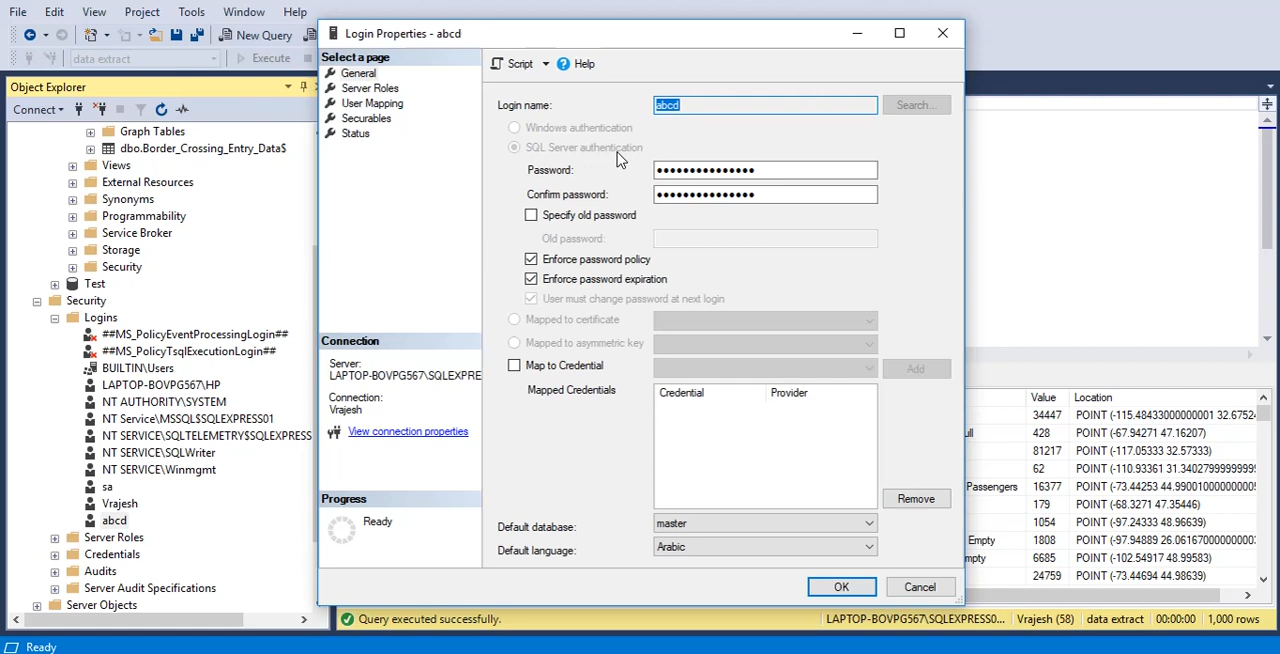 File Edit View Project Tools Window Help
New Query
data extract Execute
Object Explorer
Connect
Graph Tables
dbo.Border_Crossing_Entry_Data$
Views
External Resources
Synonyms
Programmability
Service Broker
Storage
Security
Test
Security
Logins
##MS_PolicyEventProcessingLogin##
##MS_PolicyTsqlExecutionLogin##
BUILTIN\Users
LAPTOP-BOVPG567\HP
NT AUTHORITY\SYSTEM
NT Service\MSSQL$SQLEXPRESS01
NT SERVICE\SQLTELEMETRY$SQLEXPRESS
NT SERVICE\SQLWriter
NT SERVICE\Winmgmt
sa
Vrajesh
abcd
Server Roles
Credentials
Audits
Server Audit Specifications
Server Objects
Login Properties - abcd
Select a page
General
Server Roles
User Mapping
Securables
Status
Connection
Server:
LAPTOP-BOVPG567\SQLEXPRE
Connection:
Vrajesh
View connection properties
Progress
Ready
Script Help
Login name: abcd Search...
Windows authentication
SQL Server authentication
Password: •••••••••••••••
Confirm password: •••••••••••••••
Specify old password
Old password:
Enforce password policy
Enforce password expiration
User must change password at next login
Mapped to certificate
Mapped to asymmetric key
Map to Credential Add
Mapped Credentials Credential Provider
Remove
Default database: master
Default language: Arabic
OK Cancel
Value Location
34447 POINT (-115.48433000000001 32.6752
ull 428 POINT (-67.94271 47.16207)
81217 POINT (-117.05333 32.57333)
62 POINT (-110.93361 31.3402799999999
Passengers 16377 POINT (-73.44253 44.990010000000
179 POINT (-68.3271 47.35446)
1054 POINT (-97.24333 48.96639)
Empty 1808 POINT (-97.94889 26.061670000000
mpty 6685 POINT (-102.54917 48.99583)
24759 POINT (-73.44694 44.98639)
Query executed successfully. LAPTOP-BOVPG567\SQLEXPRESS0... Vrajesh (58) data extract 00:00:00 1,000 rows
Ready